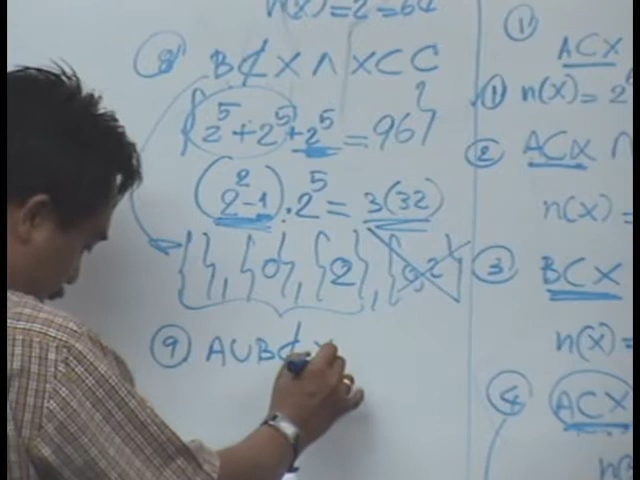 n(X) = 2 = 64
⑧ B ⊄ X ∧ X ⊂ C
{2⁵ + 2⁵ + 2⁵ = 96}
(2² - 1) · 2⁵ = 3(32)
{ }, {0}, {2}, {0,2}
⑨ A∪B ⊄ X
①
A ⊂ X
① n(X) = 2
② A ⊂ X ∧
n(X) =
③ B ⊂ X
n(X) =
④ A ⊂ X
n(